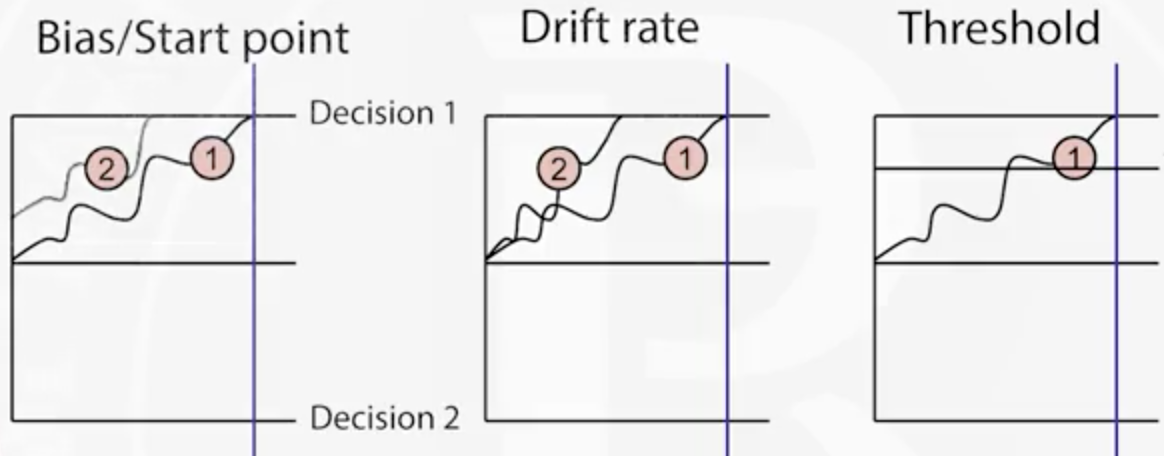 Bias/Start point
Drift rate
Threshold
Decision 1
2
1
2
1
1
Decision 2